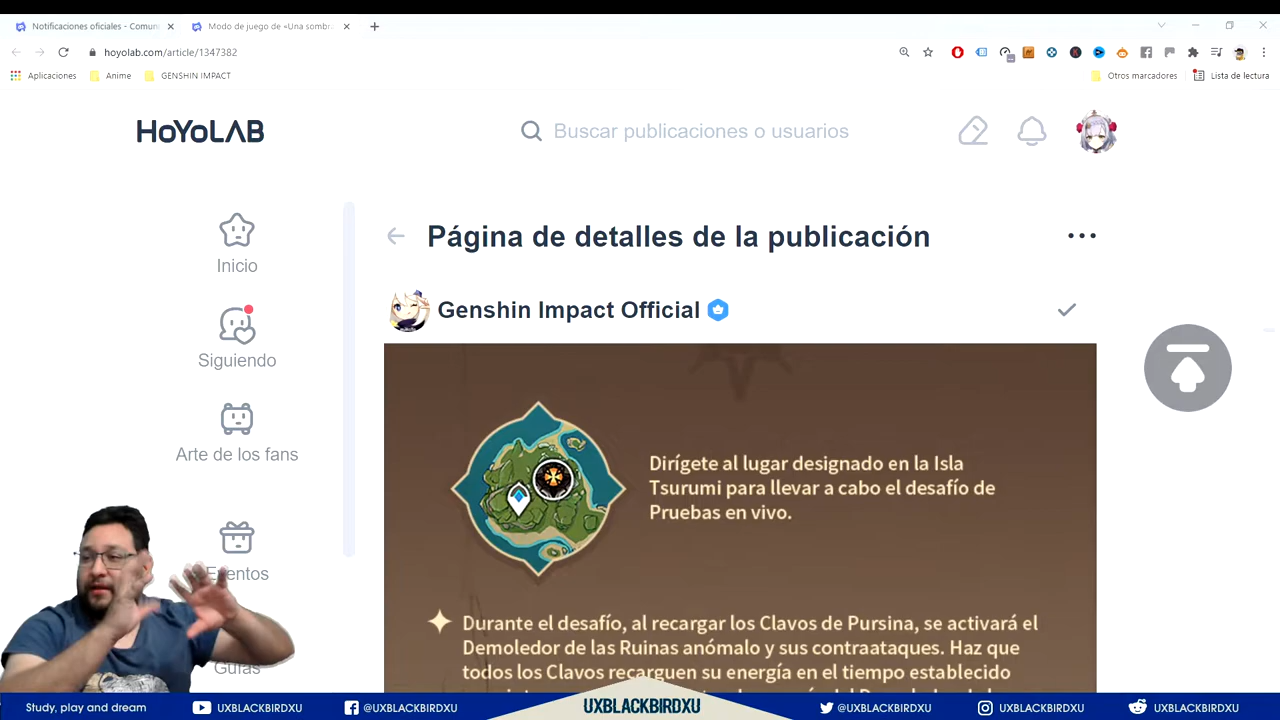 Notificaciones oficiales - Comun
Modo de juego de «Una sombra
hoyolab.com/article/1347382
Aplicaciones
Anime
GENSHIN IMPACT
Otros marcadores
Lista de lectura
HoYoLAB
Buscar publicaciones o usuarios
Inicio
Siguiendo
Arte de los fans
Eventos
Guías
Página de detalles de la publicación
Genshin Impact Official
Dirígete al lugar designado en la Isla
Tsurumi para llevar a cabo el desafío de
Pruebas en vivo.
Durante el desafío, al recargar los Clavos de Pursina, se activará el
Demoledor de las Ruinas anómalo y sus contraataques. Haz que
todos los Clavos recarguen su energía en el tiempo establecido
Study, play and dream
UXBLACKBIRDXU
@UXBLACKBIRDXU
UXBLACKBIRDXU
@UXBLACKBIRDXU
UXBLACKBIRDXU
UXBLACKBIRDXU